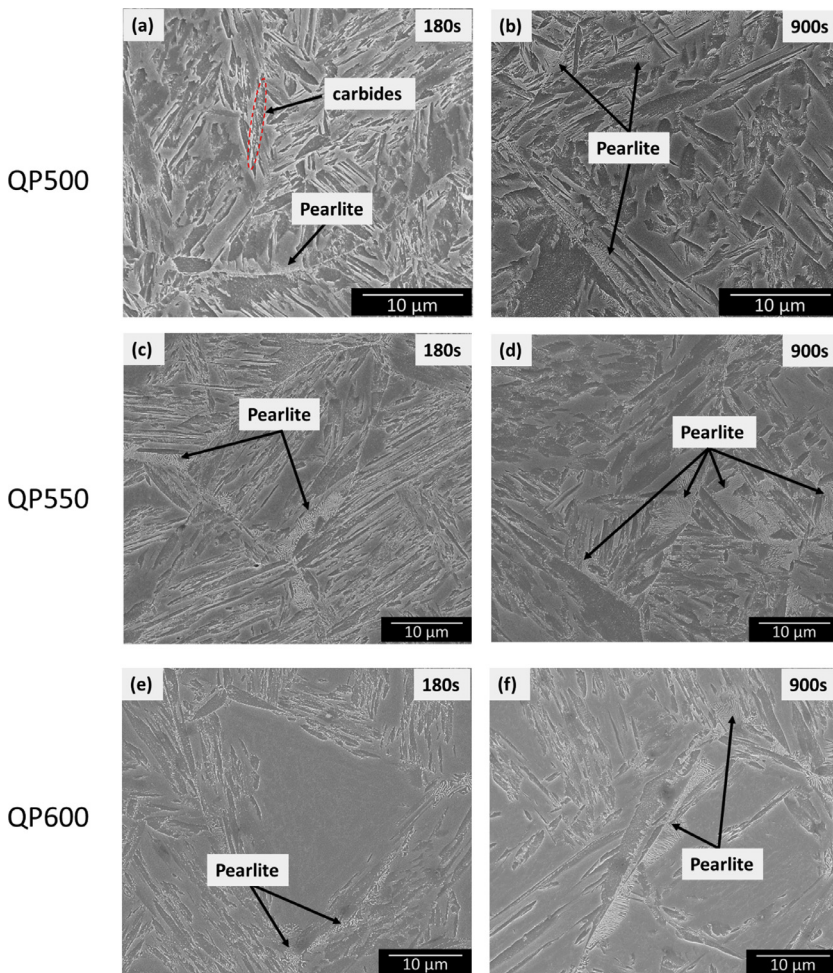 (a) 180s
carbides
Pearlite
10 µm
(b) 900s
Pearlite
10 µm
QP500
(c) 180s
Pearlite
10 µm
(d) 900s
Pearlite
10 µm
QP550
(e) 180s
Pearlite
10 µm
(f) 900s
Pearlite
10 µm
QP600